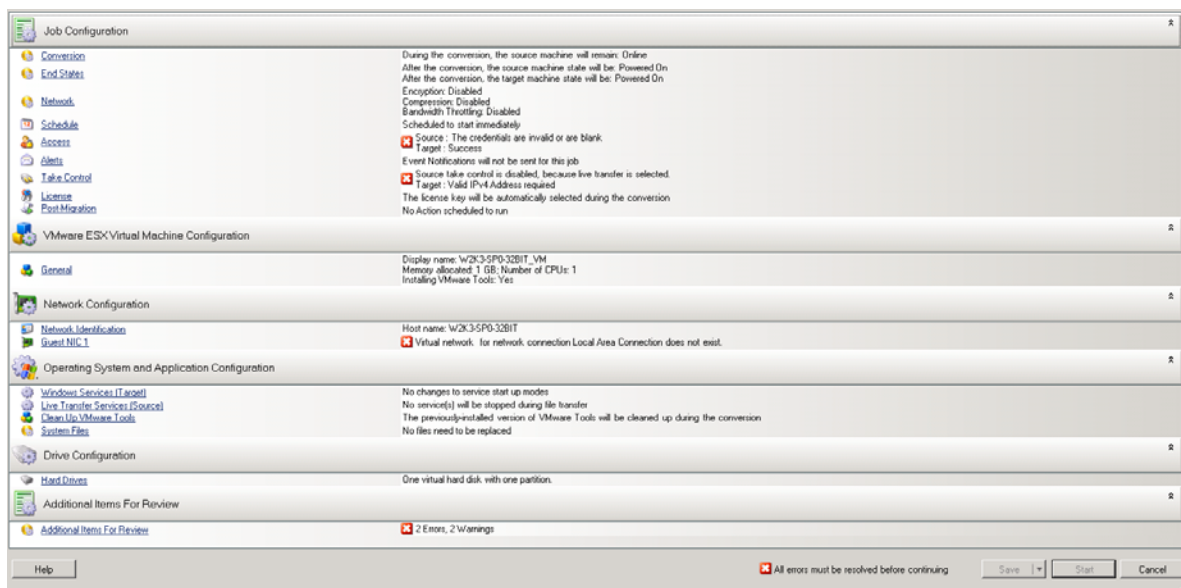 Job Configuration
Conversion
During the conversion, the source machine will remain: Online
End States
After the conversion, the source machine state will be: Powered On
After the conversion, the target machine state will be: Powered On
Network
Encryption: Disabled
Compression: Disabled
Bandwidth Throttling: Disabled
Schedule
Scheduled to start immediately
Access
Source : The credentials are invalid or are blank.
Target : Success
Alerts
Event Notifications will not be sent for this job
Take Control
Source take control is disabled, because live transfer is selected.
Target : Valid IPv4 Address required
License
The license key will be automatically selected during the conversion
Post-Migration
No Action scheduled to run
VMware ESX Virtual Machine Configuration
General
Display name: W2K3-SP0-32BIT_VM
Memory allocated: 1 GB; Number of CPUs: 1
Installing VMware Tools: Yes
Network Configuration
Network Identification
Host name: W2K3-SP0-32BIT
Guest NIC 1
Virtual network for network connection Local Area Connection does not exist.
Operating System and Application Configuration
Windows Services (Target)
No changes to service start up modes
Live Transfer Services (Source)
No service(s) will be stopped during file transfer
Clean Up VMware Tools
The previously-installed version of VMware Tools will be cleaned up during the conversion
System Files
No files need to be replaced
Drive Configuration
Hard Drives
One virtual hard disk with one partition.
Additional Items For Review
Additional Items For Review
2 Errors, 2 Warnings
Help
All errors must be resolved before continuing
Save
Start
Cancel